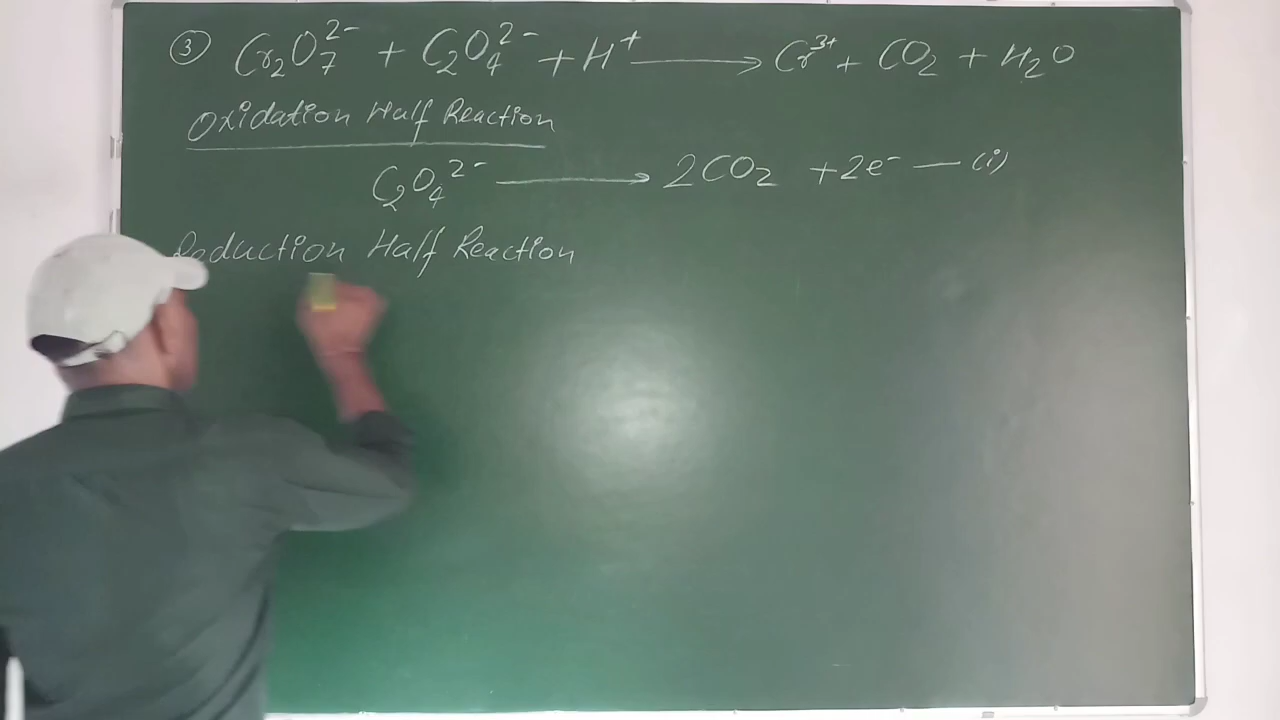 ③ Cr₂O₇²⁻ + C₂O₄²⁻ + H⁺ ⟶ Cr³⁺ + CO₂ + H₂O
Oxidation Half Reaction
C₂O₄²⁻ ⟶ 2CO₂ + 2e⁻ — (i)
Reduction Half Reaction